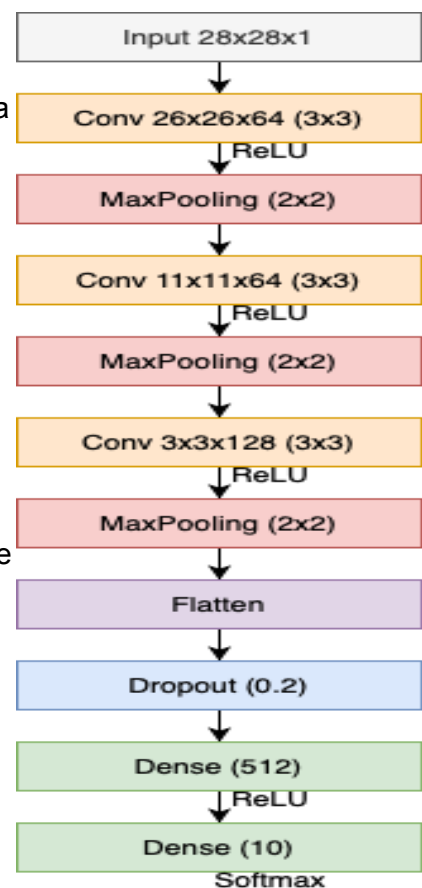 Input 28x28x1
a
Conv 26x26x64 (3x3)
ReLU
MaxPooling (2x2)
Conv 11x11x64 (3x3)
ReLU
MaxPooling (2x2)
Conv 3x3x128 (3x3)
ReLU
MaxPooling (2x2)
e
Flatten
Dropout (0.2)
Dense (512)
ReLU
Dense (10)
Softmax